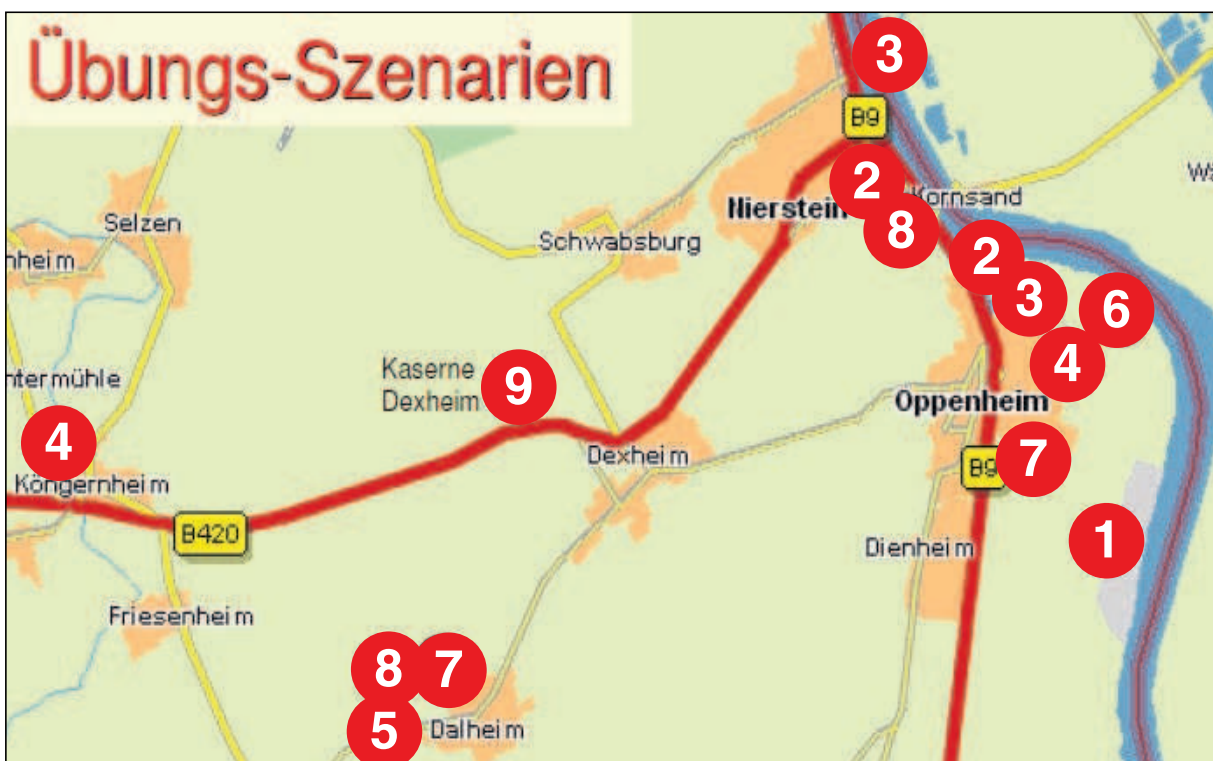 Übungs-Szenarien
3
B9
2
Nierstein
Kornsand
8
Selzen
Schwabsburg
nheim
2
3
6
4
Kaserne
Dexheim
9
ntermühle
Oppenheim
4
Köngernheim
Dexheim
B9
7
B420
1
Dienheim
Friesenheim
8
7
5
Dalheim